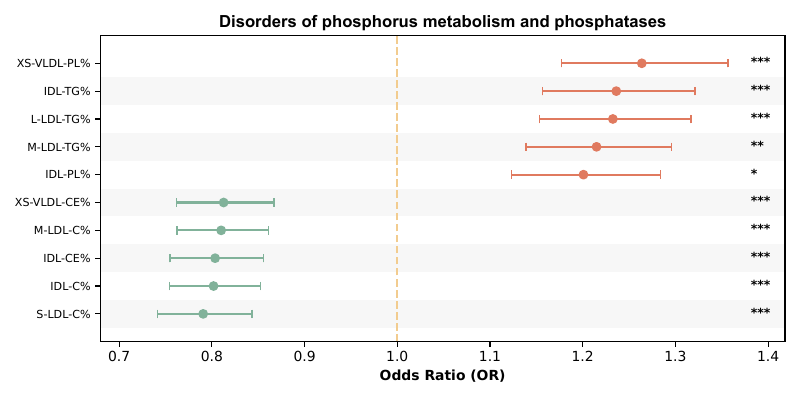 Disorders of phosphorus metabolism and phosphatases
XS-VLDL-PL% ***
IDL-TG% ***
L-LDL-TG% ***
M-LDL-TG% **
IDL-PL% *
XS-VLDL-CE% ***
M-LDL-C% ***
IDL-CE% ***
IDL-C% ***
S-LDL-C% ***
0.7 0.8 0.9 1.0 1.1 1.2 1.3 1.4
Odds Ratio (OR)